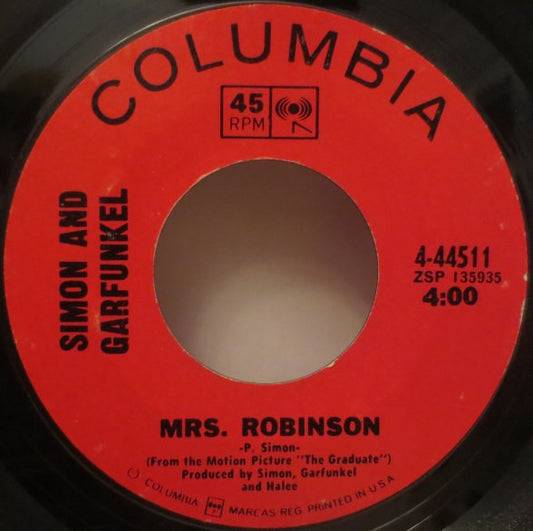 COLUMBIA
45
RPM
SIMON AND
GARFUNKEL
4-44511
ZSP 135935
4:00
MRS. ROBINSON
-P. Simon-
(From the Motion Picture "The Graduate")
Produced by Simon, Garfunkel
and Halee
COLUMBIA MARCAS REG. PRINTED IN U.S.A